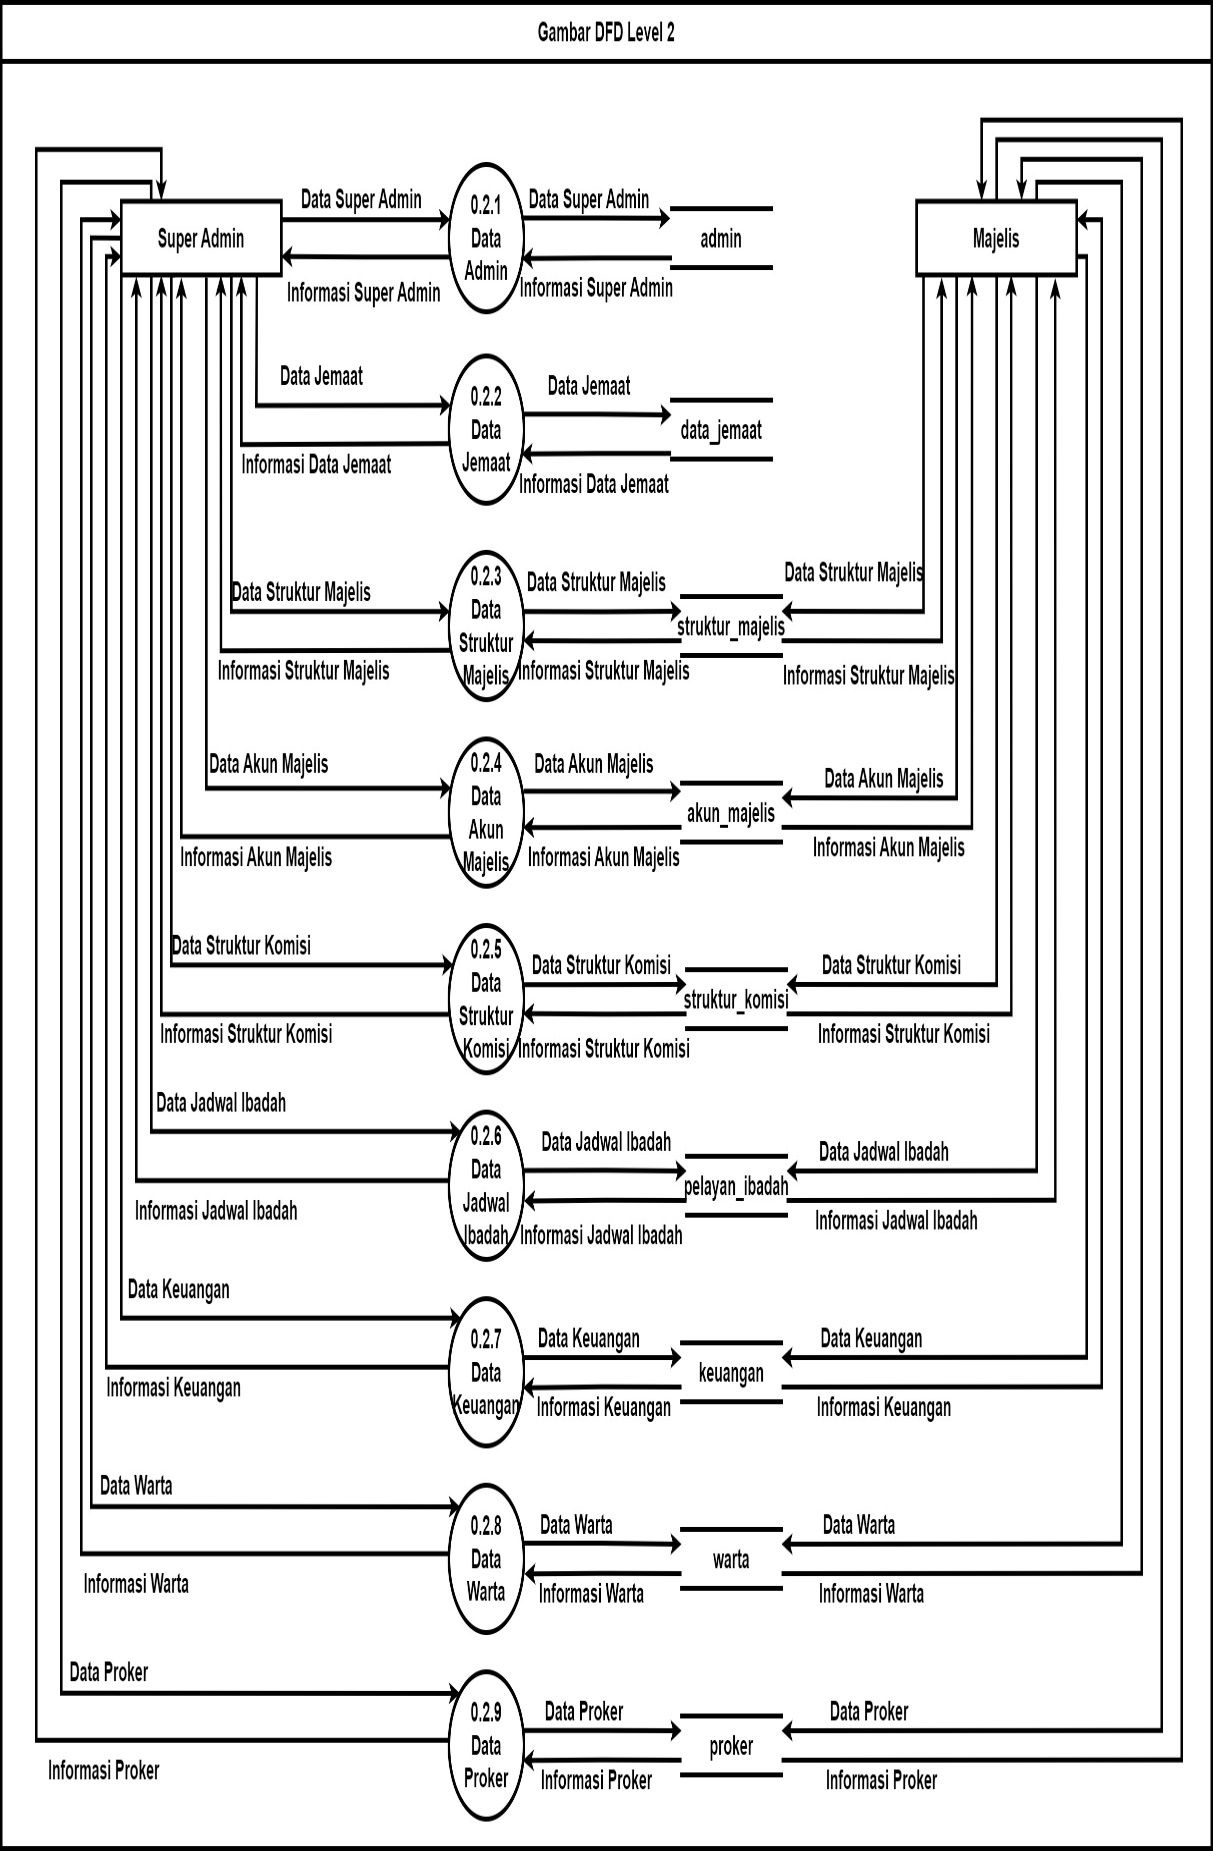 Gambar DFD Level 2
Super Admin
Majelis
Data Super Admin
Informasi Super Admin
0.2.1
Data
Admin
Data Super Admin
Informasi Super Admin
admin
Data Jemaat
Informasi Data Jemaat
0.2.2
Data
Jemaat
Data Jemaat
Informasi Data Jemaat
data_jemaat
Data Struktur Majelis
Informasi Struktur Majelis
0.2.3
Data
Struktur
Majelis
Data Struktur Majelis
Informasi Struktur Majelis
struktur_majelis
Data Struktur Majelis
Informasi Struktur Majelis
Data Akun Majelis
Informasi Akun Majelis
0.2.4
Data
Akun
Majelis
Data Akun Majelis
Informasi Akun Majelis
akun_majelis
Data Akun Majelis
Informasi Akun Majelis
Data Struktur Komisi
Informasi Struktur Komisi
0.2.5
Data
Struktur
Komisi
Data Struktur Komisi
Informasi Struktur Komisi
struktur_komisi
Data Struktur Komisi
Informasi Struktur Komisi
Data Jadwal Ibadah
Informasi Jadwal Ibadah
0.2.6
Data
Jadwal
Ibadah
Data Jadwal Ibadah
Informasi Jadwal Ibadah
pelayan_ibadah
Data Jadwal Ibadah
Informasi Jadwal Ibadah
Data Keuangan
Informasi Keuangan
0.2.7
Data
Keuangan
Data Keuangan
Informasi Keuangan
keuangan
Data Keuangan
Informasi Keuangan
Data Warta
Informasi Warta
0.2.8
Data
Warta
Data Warta
Informasi Warta
warta
Data Warta
Informasi Warta
Data Proker
Informasi Proker
0.2.9
Data
Proker
Data Proker
Informasi Proker
proker
Data Proker
Informasi Proker